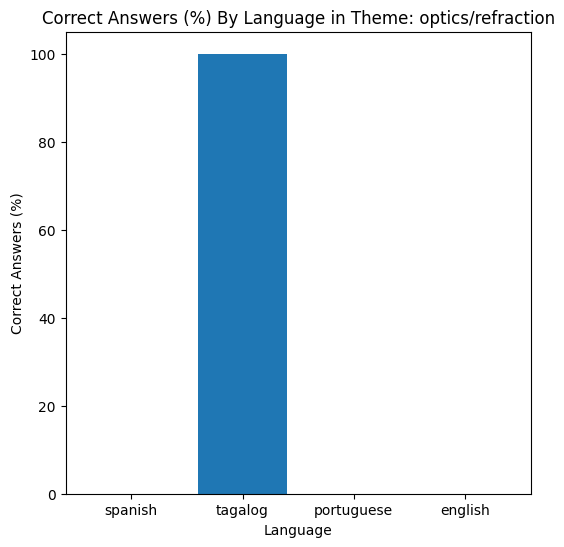 Correct Answers (%) By Language in Theme: optics/refraction
100
80
60
40
20
0
Correct Answers (%)
spanish tagalog portuguese english
Language